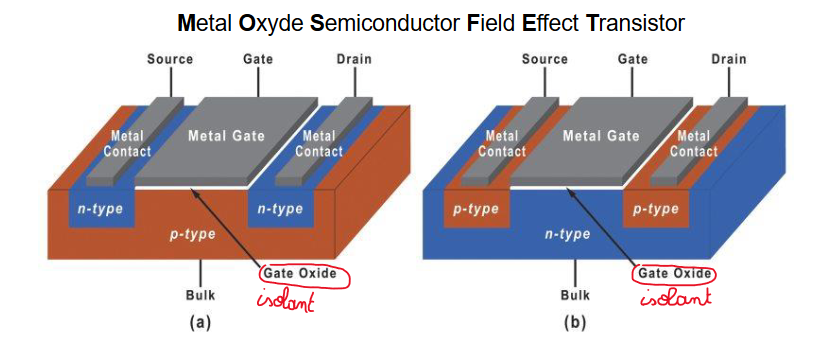 Metal Oxyde Semiconductor Field Effect Transistor
Source Gate Drain
Metal Contact
Metal Gate
Metal Contact
n-type
n-type
p-type
Gate Oxide
isolant
Bulk
(a)
Source Gate Drain
Metal Contact
Metal Gate
Metal Contact
p-type
p-type
n-type
Gate Oxide
isolant
Bulk
(b)